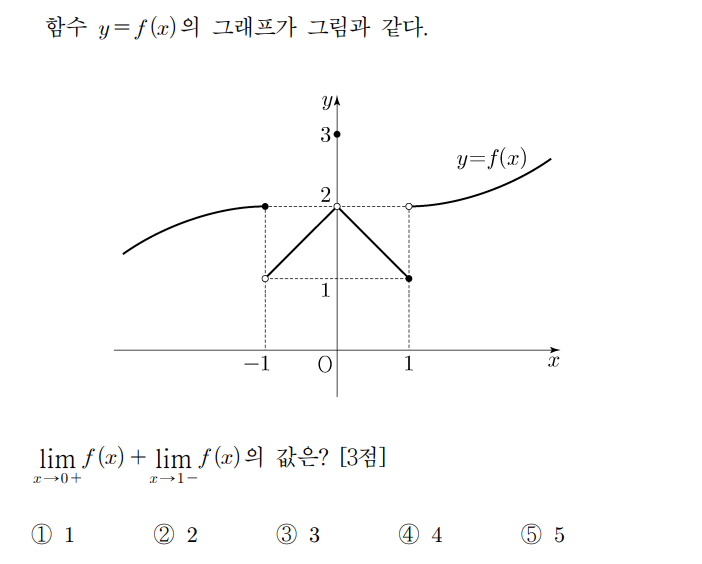 함수 y=f(x)의 그래프가 그림과 같다.
y
3
y=f(x)
2
1
−1 O 1 x
lim f(x)+ lim f(x)의 값은? [3점]
x→0+ x→1−
① 1 ② 2 ③ 3 ④ 4 ⑤ 5